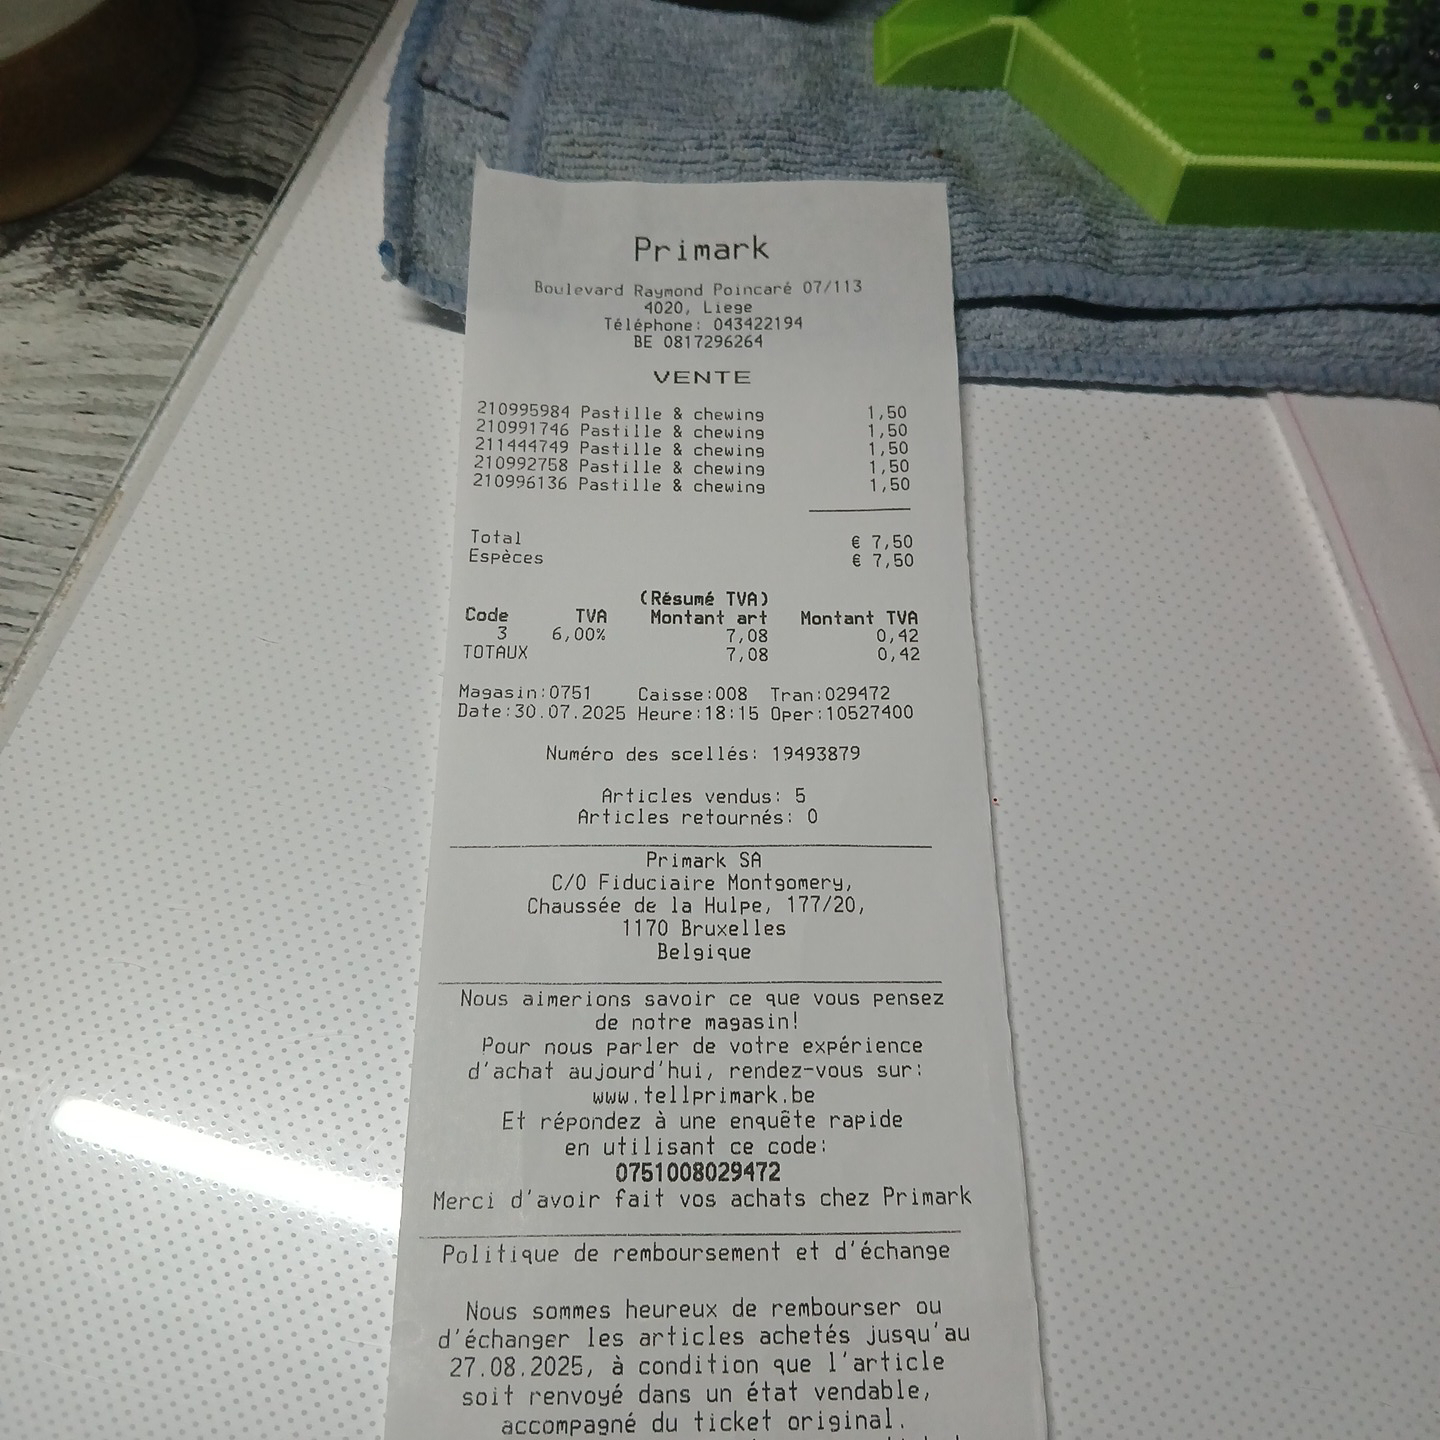 Primark
Boulevard Raymond Poincaré 07/113
4020, Liege
Téléphone: 043422194
BE 0817296264
VENTE
210995984 Pastille & chewing 1,50
210991746 Pastille & chewing 1,50
211444749 Pastille & chewing 1,50
210992758 Pastille & chewing 1,50
210996136 Pastille & chewing 1,50
Total € 7,50
Espèces € 7,50
(Résumé TVA)
Code TVA Montant art Montant TVA
3 6,00% 7,08 0,42
TOTAUX 7,08 0,42
Magasin:0751 Caisse:008 Tran:029472
Date:30.07.2025 Heure:18:15 Oper:10527400
Numéro des scellés: 19493879
Articles vendus: 5
Articles retournés: 0
Primark SA
C/O Fiduciaire Montgomery,
Chaussée de la Hulpe, 177/20,
1170 Bruxelles
Belgique
Nous aimerions savoir ce que vous pensez
de notre magasin!
Pour nous parler de votre expérience
d'achat aujourd'hui, rendez-vous sur:
www.tellprimark.be
Et répondez à une enquête rapide
en utilisant ce code:
0751008029472
Merci d'avoir fait vos achats chez Primark
Politique de remboursement et d'échange
Nous sommes heureux de rembourser ou
d'échanger les articles achetés jusqu'au
27.08.2025, à condition que l'article
soit renvoyé dans un état vendable,
accompagné du ticket original.